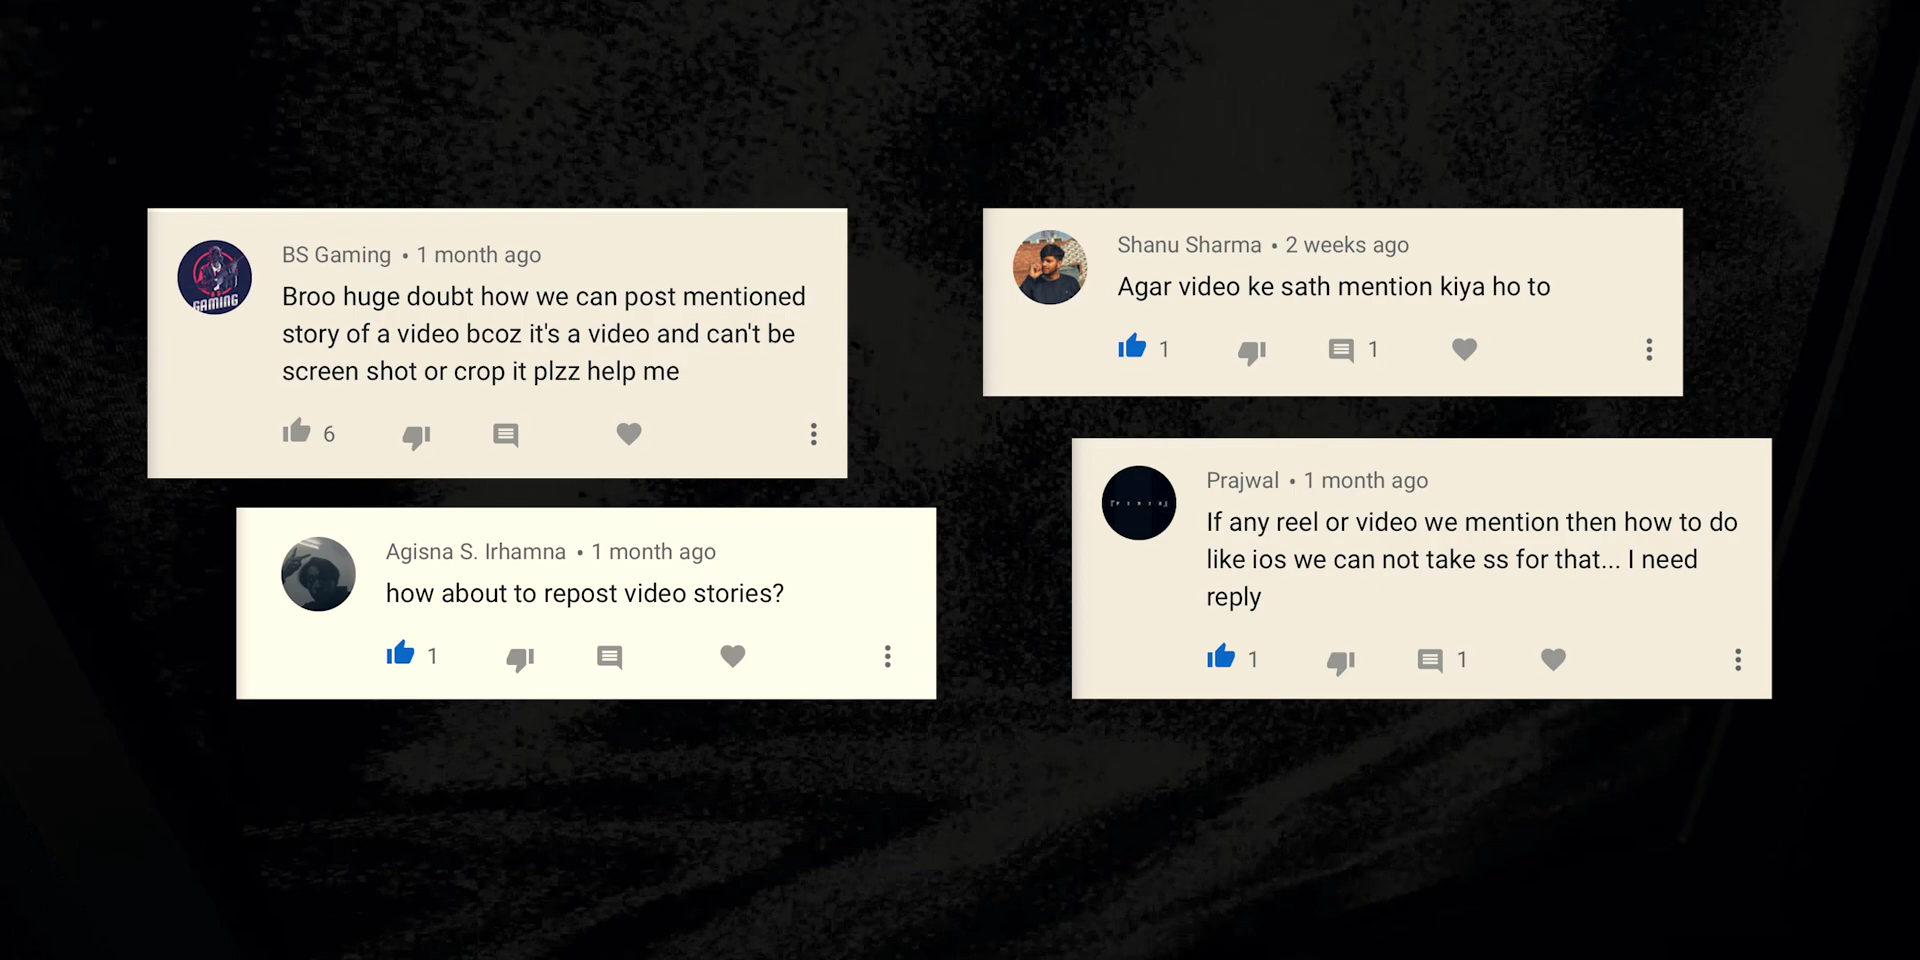 BS Gaming • 1 month ago
Broo huge doubt how we can post mentioned
story of a video bcoz it's a video and can't be
screen shot or crop it plzz help me
6
GAMING
Agisna S. Irhamna • 1 month ago
how about to repost video stories?
1
Shanu Sharma • 2 weeks ago
Agar video ke sath mention kiya ho to
1 1
Prajwal • 1 month ago
If any reel or video we mention then how to do
like ios we can not take ss for that... I need
reply
1 1